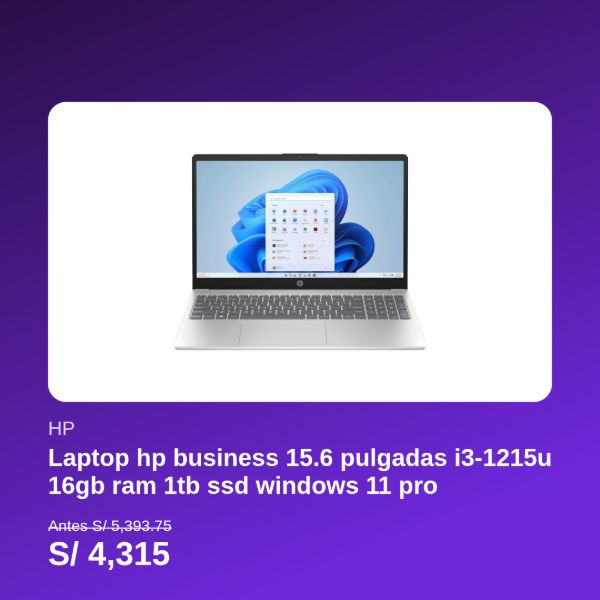 HP
Laptop hp business 15.6 pulgadas i3-1215u
16gb ram 1tb ssd windows 11 pro
Antes S/ 5,393.75
S/ 4,315